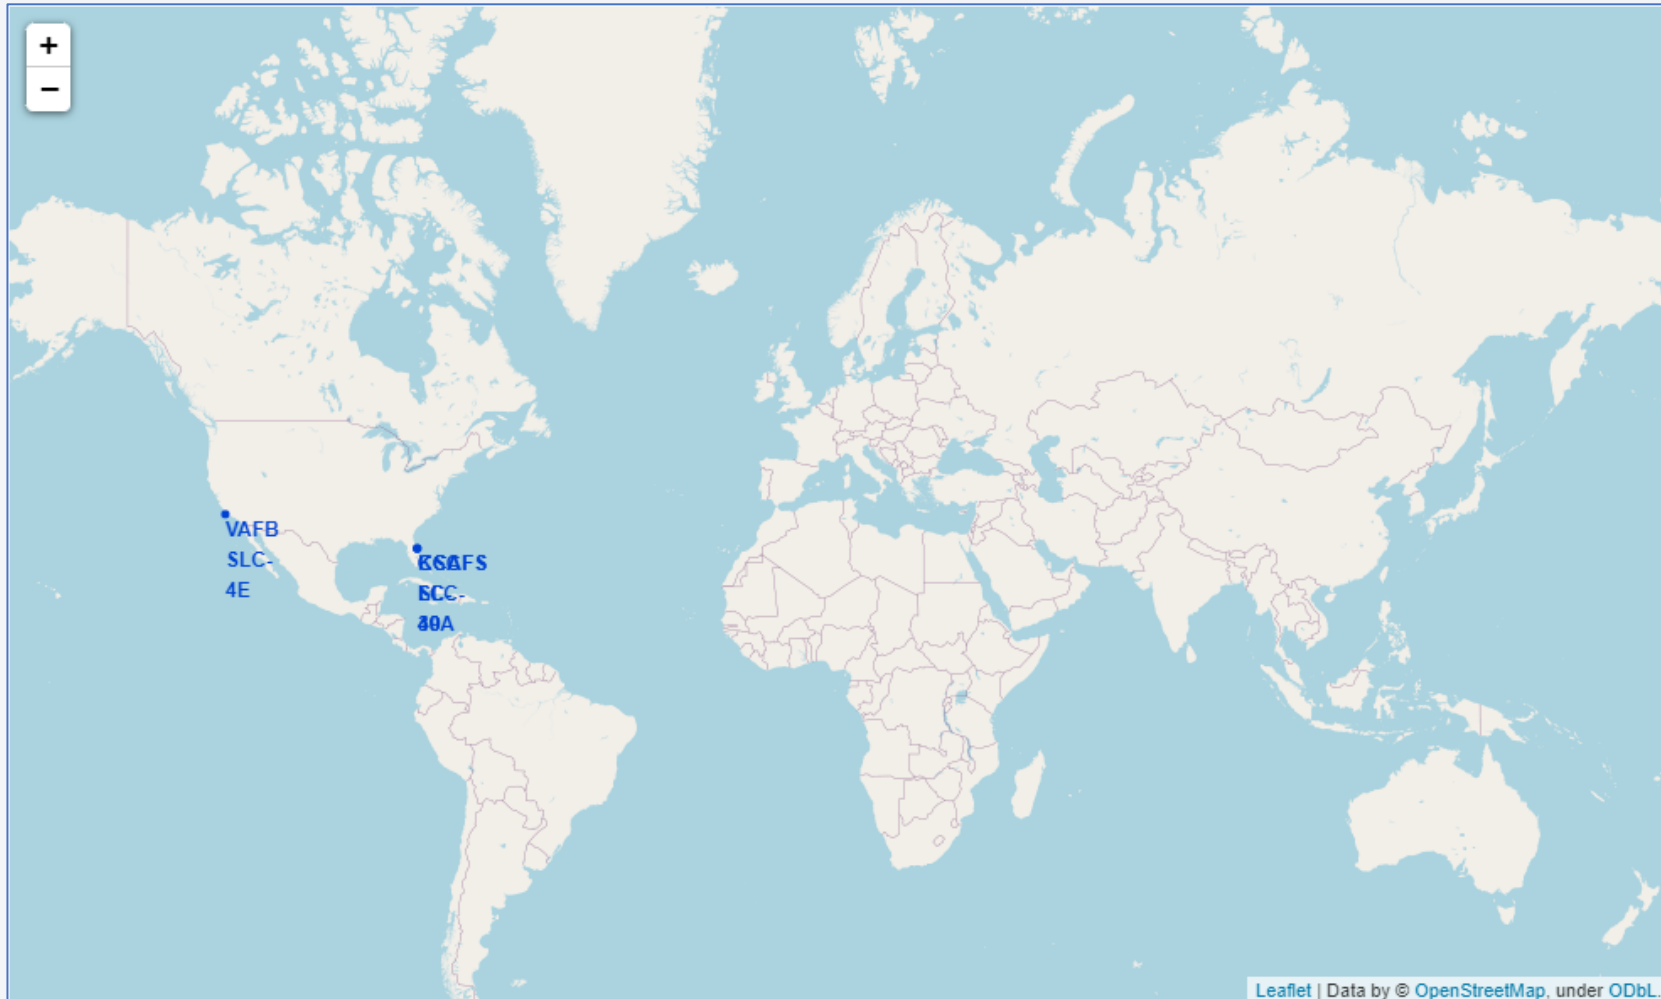 +
−
VAFB
SLC-
4E
Leaflet | Data by © OpenStreetMap, under ODbL.